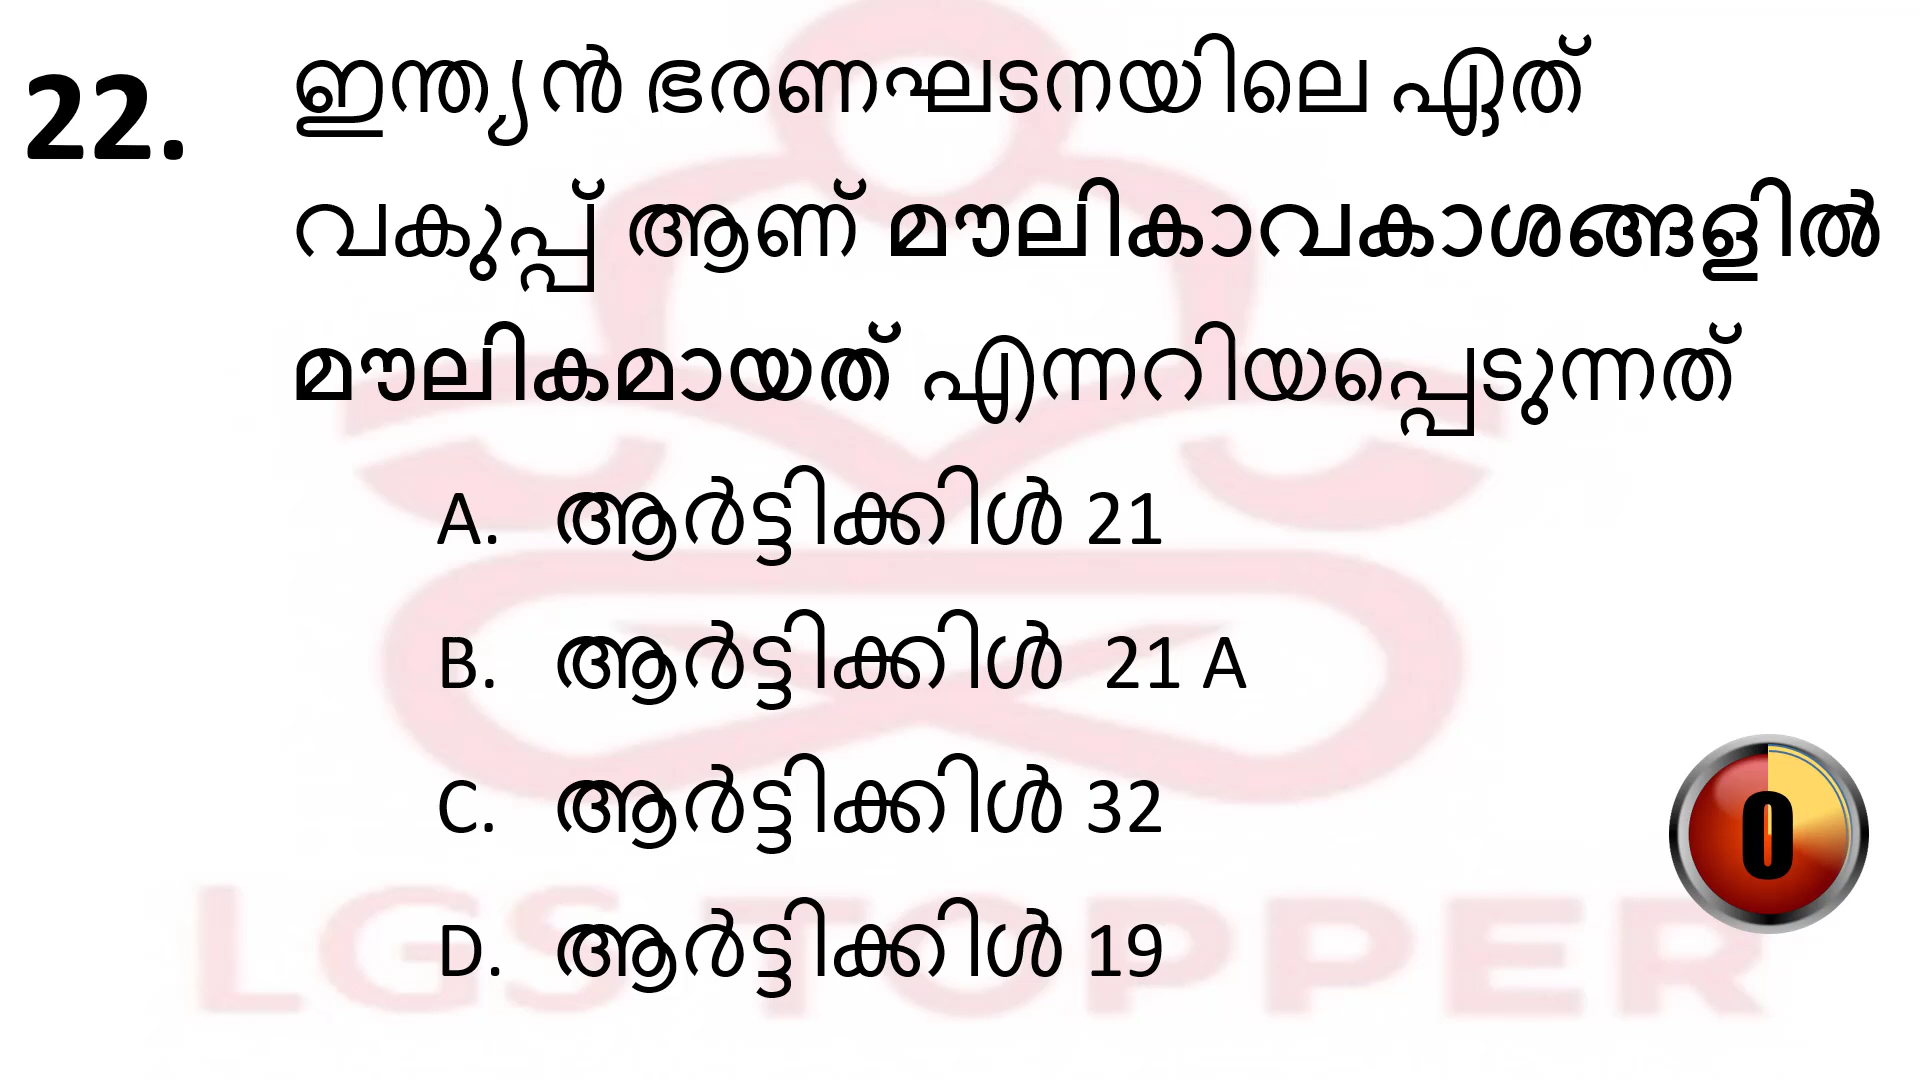 22. ഇന്ത്യൻ ഭരണഘടനയിലെ ഏത്
വകുപ്പ് ആണ് മൗലികാവകാശങ്ങളിൽ
മൗലികമായത് എന്നറിയപ്പെടുന്നത്
A. ആർട്ടിക്കിൾ 21
B. ആർട്ടിക്കിൾ 21 A
C. ആർട്ടിക്കിൾ 32
D. ആർട്ടിക്കിൾ 19
0
LGS TOPPER